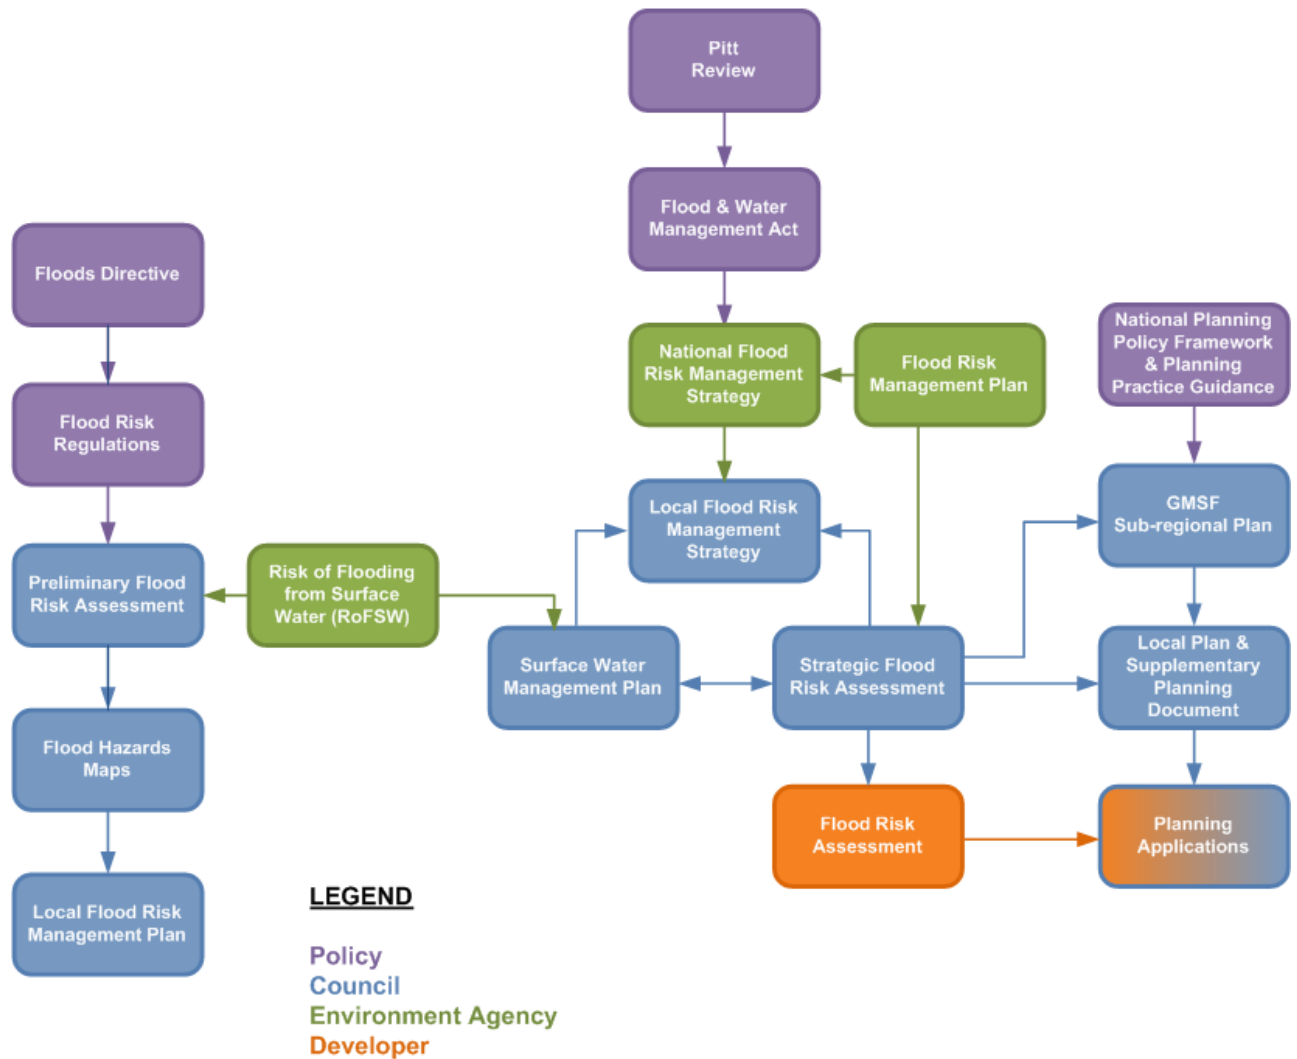 Pitt
Review
Flood & Water
Management Act
Floods Directive
National Flood
Risk Management
Strategy
Flood Risk
Management Plan
National Planning
Policy Framework
& Planning
Practice Guidance
Flood Risk
Regulations
Local Flood Risk
Management
Strategy
GMSF
Sub-regional Plan
Preliminary Flood
Risk Assessment
Risk of Flooding
from Surface
Water (RoFSW)
Surface Water
Management Plan
Strategic Flood
Risk Assessment
Local Plan &
Supplementary
Planning
Document
Flood Hazards
Maps
Flood Risk
Assessment
Planning
Applications
Local Flood Risk
Management Plan
LEGEND
Policy
Council
Environment Agency
Developer